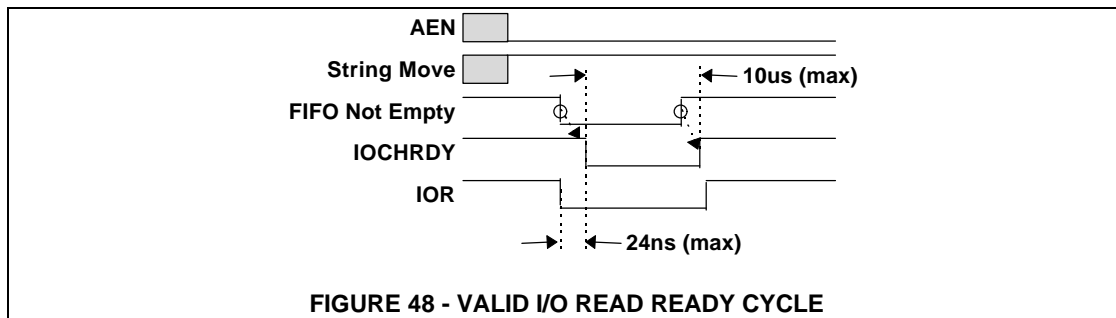 AEN
String Move
10us (max)
FIFO Not Empty
IOCHRDY
IOR
24ns (max)
FIGURE 48 - VALID I/O READ READY CYCLE